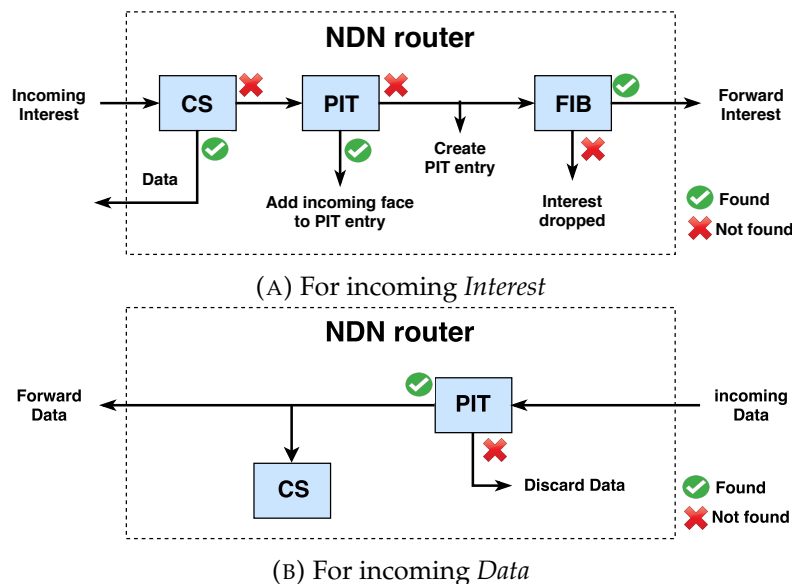 NDN router
Incoming
Interest
CS
PIT
FIB
Forward
Interest
Data
Create
PIT entry
Add incoming face
to PIT entry
Interest
dropped
Found
Not found
(A) For incoming Interest
NDN router
Forward
Data
PIT
incoming
Data
CS
Discard Data
Found
Not found
(B) For incoming Data